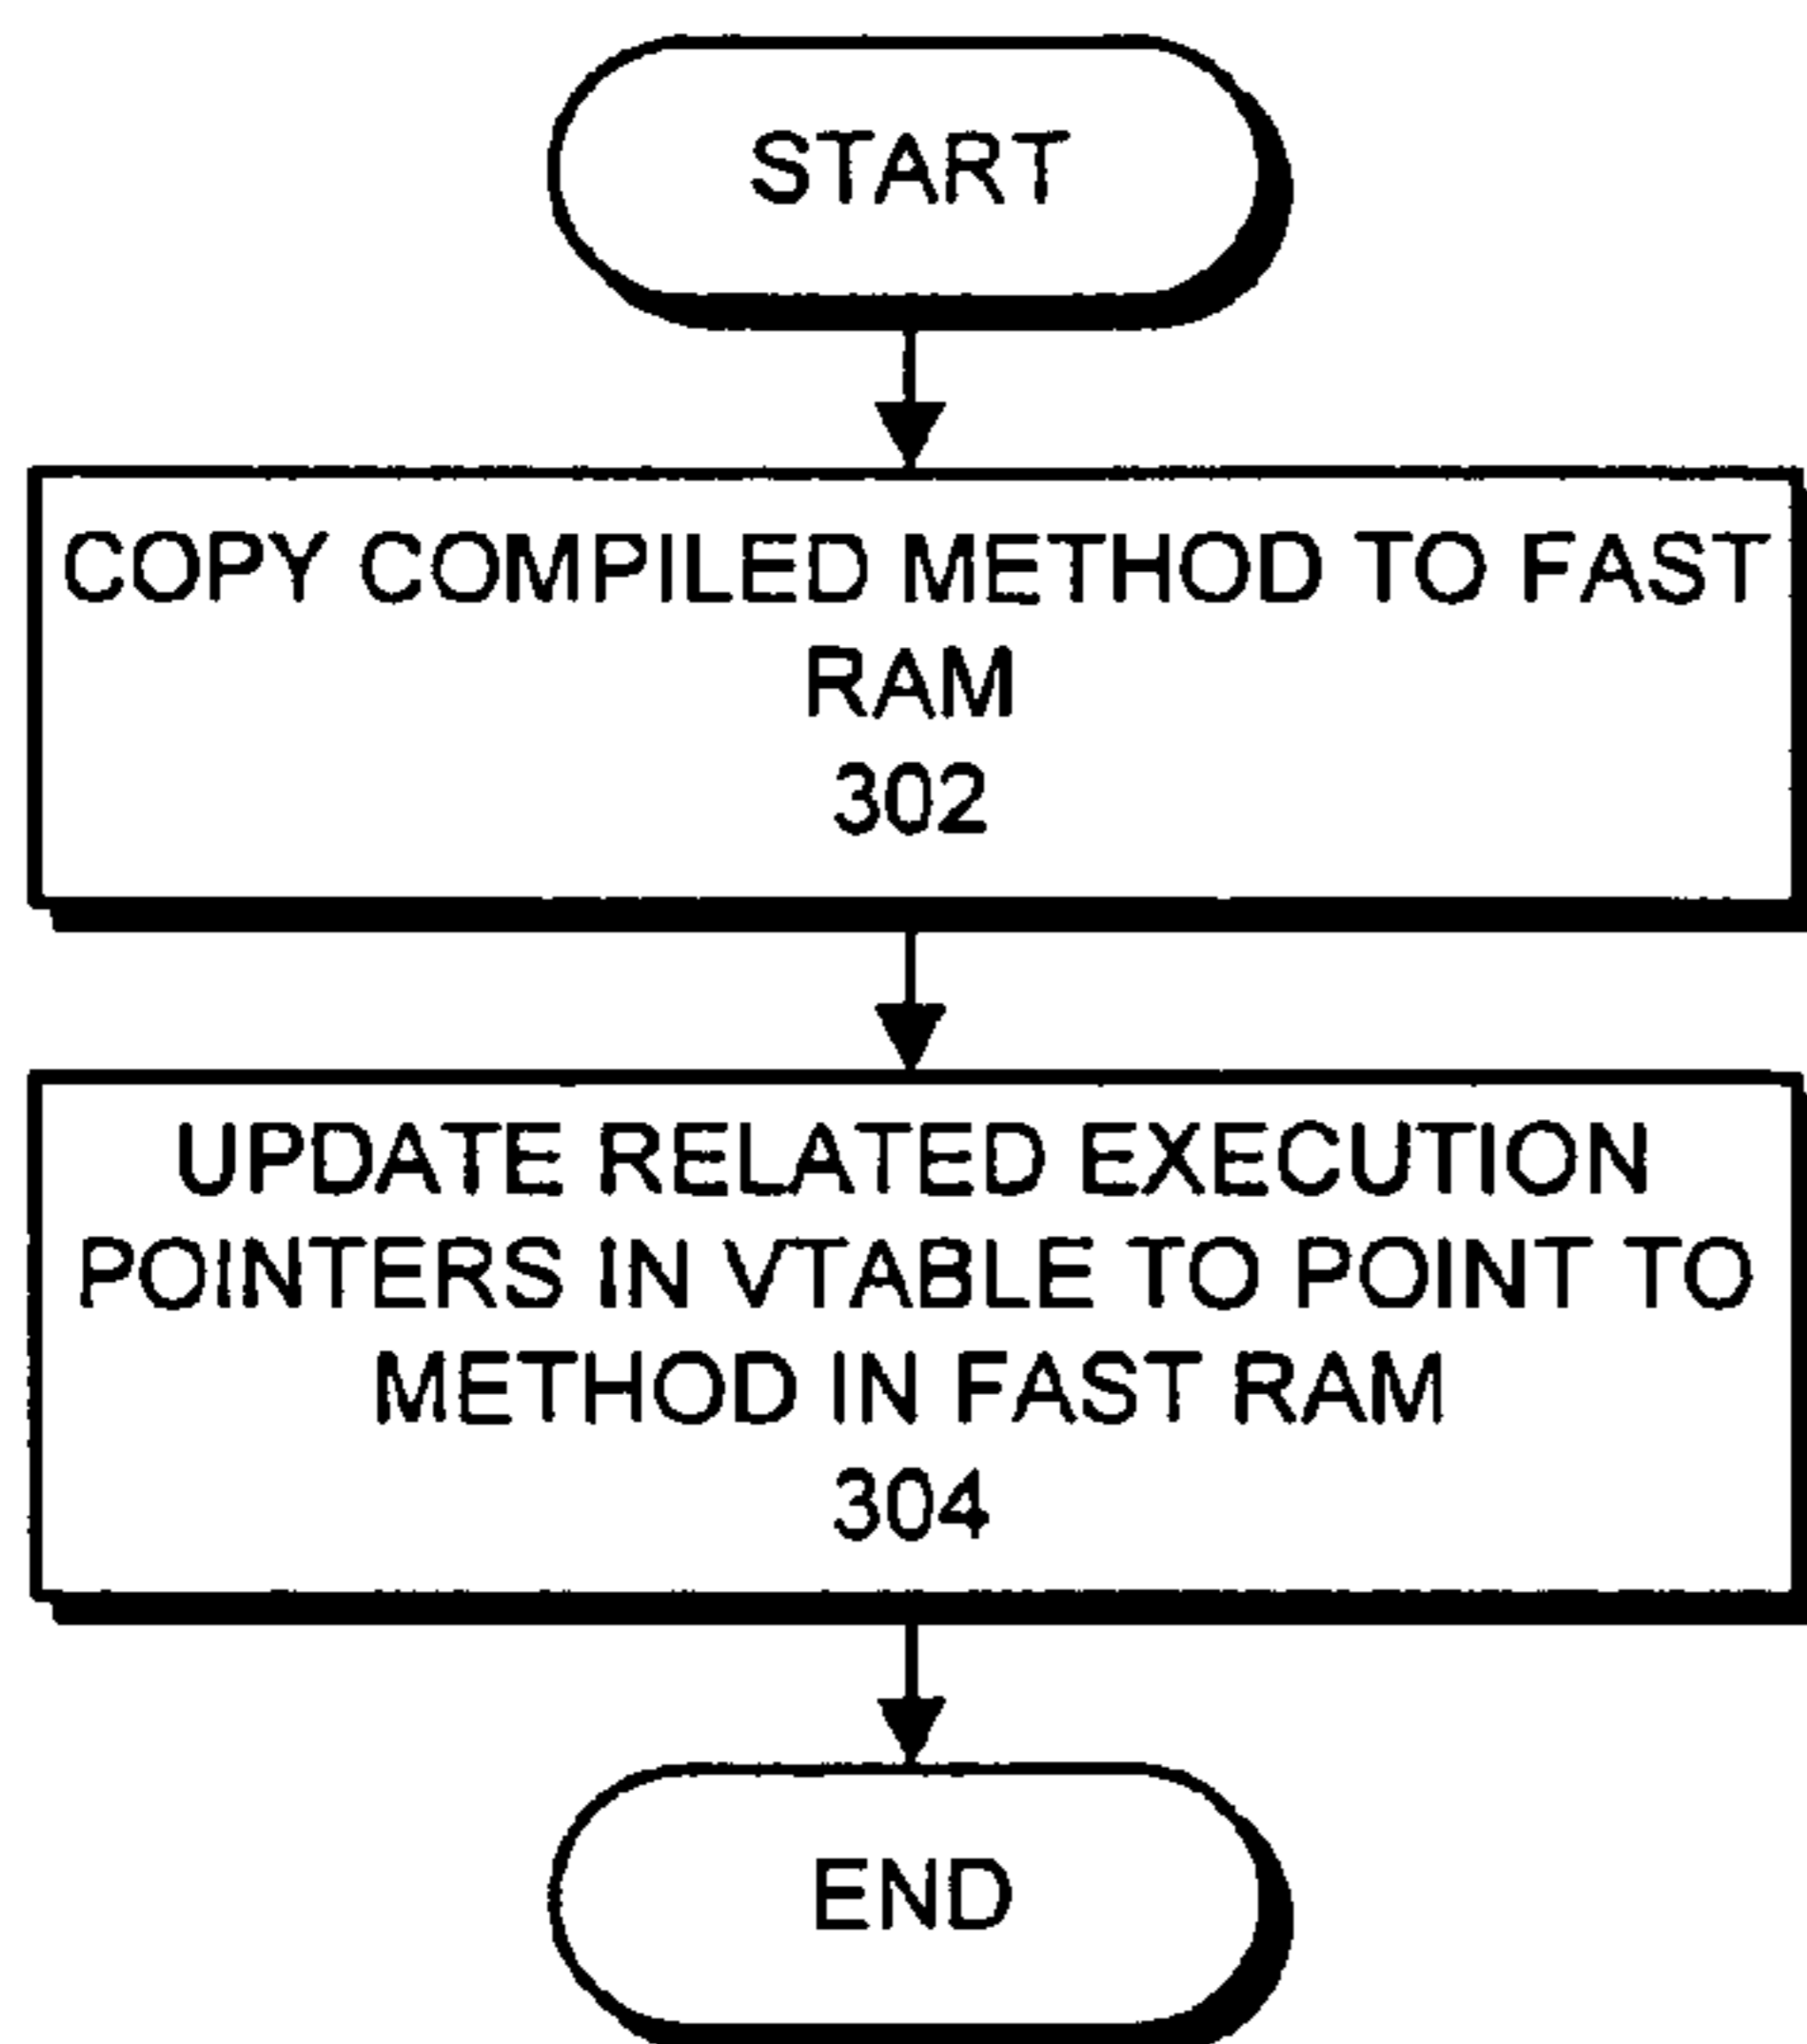 START
COPY COMPILED METHOD TO FAST
RAM
302
UPDATE RELATED EXECUTION
POINTERS IN VTABLE TO POINT TO
METHOD IN FAST RAM
304
END